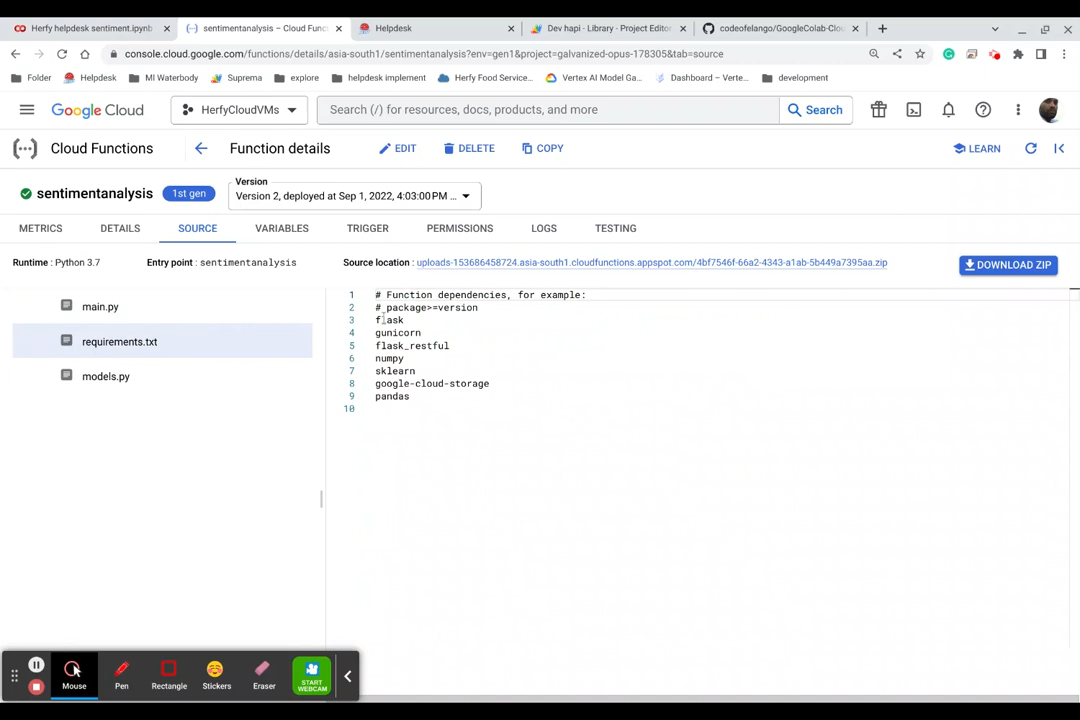 Herfy helpdesk sentiment.ipynb
sentimentanalysis – Cloud Func
Helpdesk
Dev hapi - Library - Project Editor
codeofelango/GoogleColab-Clou
console.cloud.google.com/functions/details/asia-south1/sentimentanalysis?env=gen1&project=galvanized-opus-178305&tab=source
Folder
Helpdesk
MI Waterbody
Suprema
explore
helpdesk implement
Herfy Food Service...
Vertex AI Model Ga...
Dashboard – Verte...
development
Google Cloud
HerfyCloudVMs
Search (/) for resources, docs, products, and more
Search
Cloud Functions
Function details
EDIT
DELETE
COPY
LEARN
sentimentanalysis
1st gen
Version
Version 2, deployed at Sep 1, 2022, 4:03:00 PM ...
METRICS
DETAILS
SOURCE
VARIABLES
TRIGGER
PERMISSIONS
LOGS
TESTING
Runtime : Python 3.7
Entry point : sentimentanalysis
Source location : uploads-153686458724.asia-south1.cloudfunctions.appspot.com/4bf7546f-66a2-4343-a1ab-5b449a7395aa.zip
DOWNLOAD ZIP
main.py
requirements.txt
models.py
1 # Function dependencies, for example:
2 # package>=version
3 flask
4 gunicorn
5 flask_restful
6 numpy
7 sklearn
8 google-cloud-storage
9 pandas
10
Mouse
Pen
Rectangle
Stickers
Eraser
START
WEBCAM